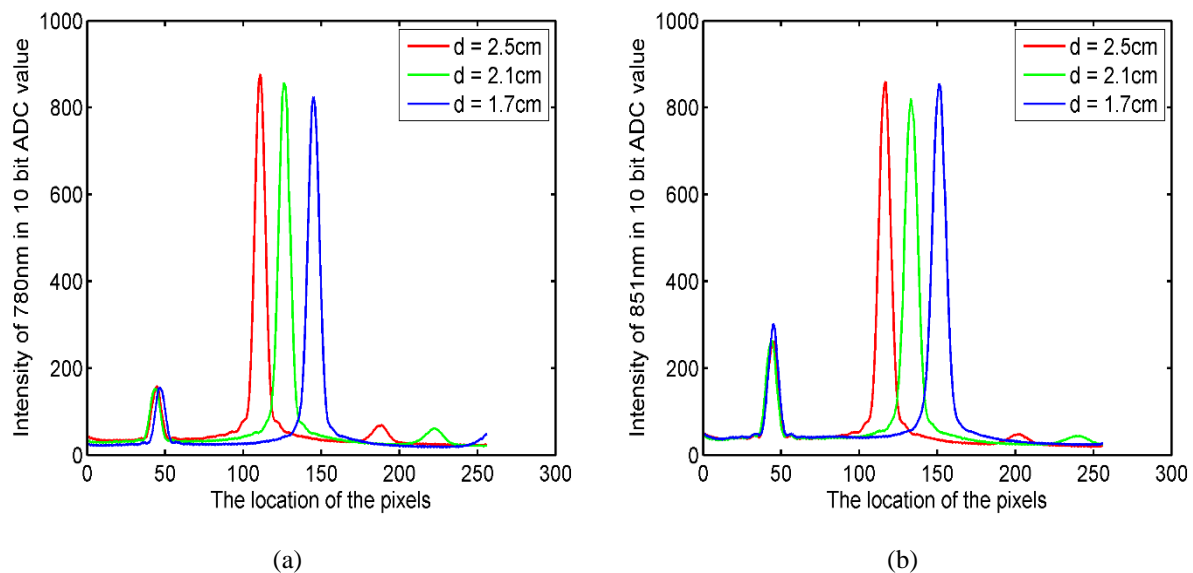 1000
800
600
400
200
0
Intensity of 780nm in 10 bit ADC value
d = 2.5cm
d = 2.1cm
d = 1.7cm
0 50 100 150 200 250 300
The location of the pixels
(a)
1000
800
600
400
200
0
Intensity of 851nm in 10 bit ADC value
d = 2.5cm
d = 2.1cm
d = 1.7cm
0 50 100 150 200 250 300
The location of the pixels
(b)